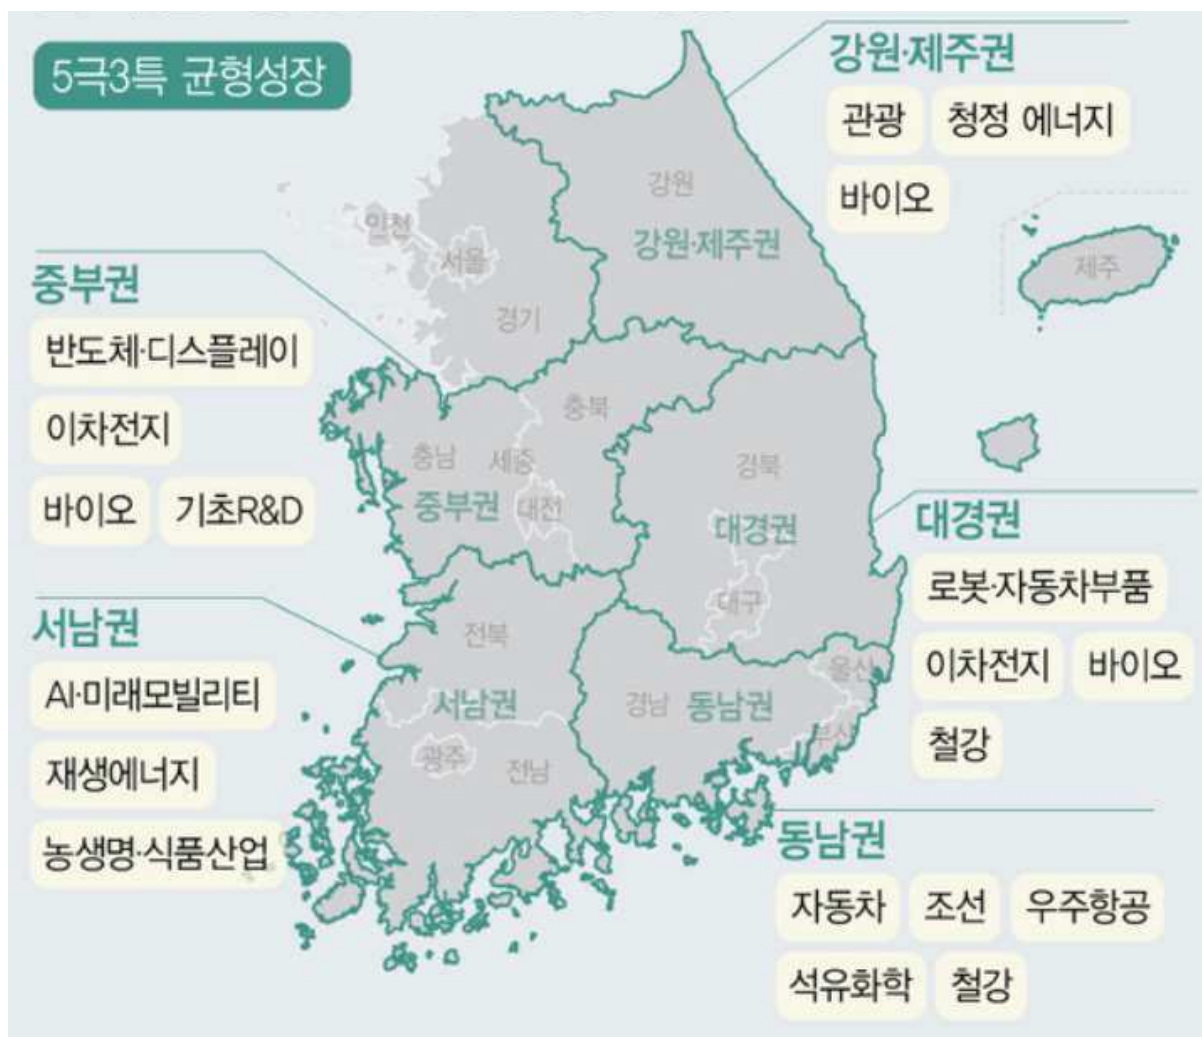 5극3특 균형성장
강원·제주권
관광 청정 에너지
바이오
강원
강원·제주권
제주
인천
서울
경기
중부권
반도체·디스플레이
이차전지
바이오 기초R&D
충북
충남 세종
중부권 대전
경북
대경권
대구
대경권
로봇·자동차부품
이차전지 바이오
철강
서남권
AI·미래모빌리티
재생에너지
농생명·식품산업
전북
서남권
광주 전남
울산
경남 동남권
부산
동남권
자동차 조선 우주항공
석유화학 철강